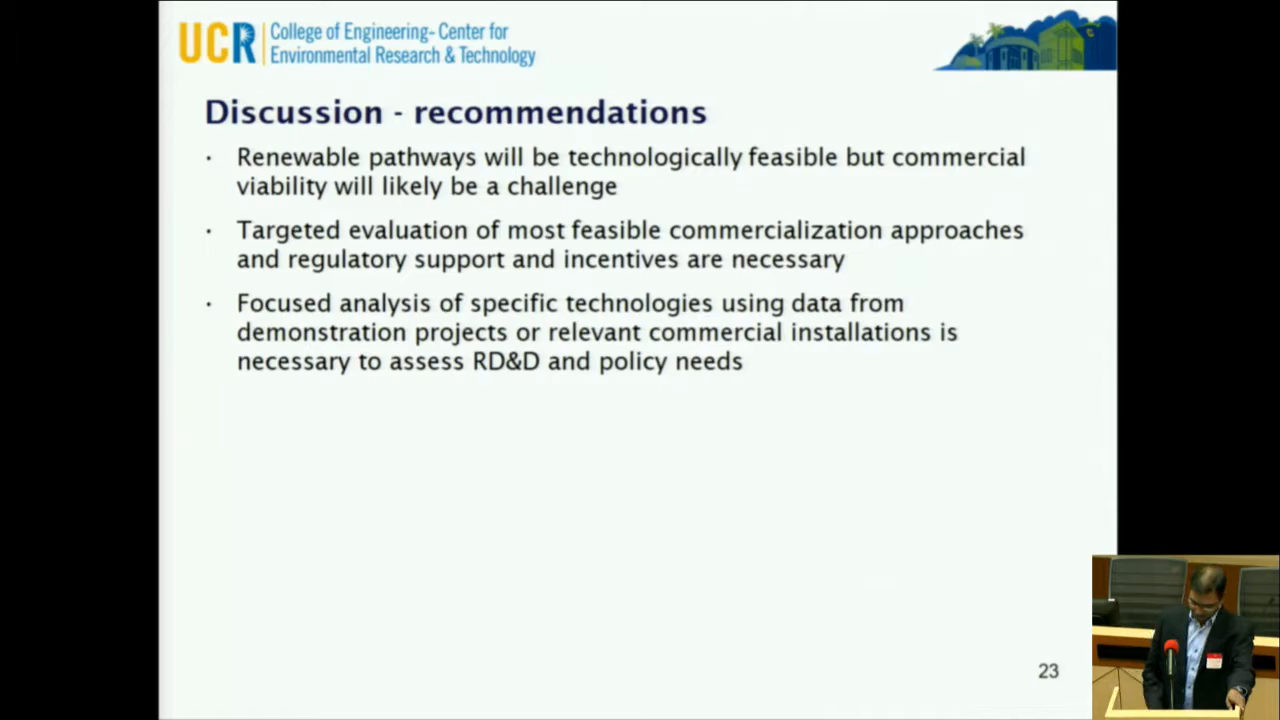 UCR College of Engineering- Center for
Environmental Research & Technology
Discussion - recommendations
· Renewable pathways will be technologically feasible but commercial
viability will likely be a challenge
· Targeted evaluation of most feasible commercialization approaches
and regulatory support and incentives are necessary
· Focused analysis of specific technologies using data from
demonstration projects or relevant commercial installations is
necessary to assess RD&D and policy needs
23